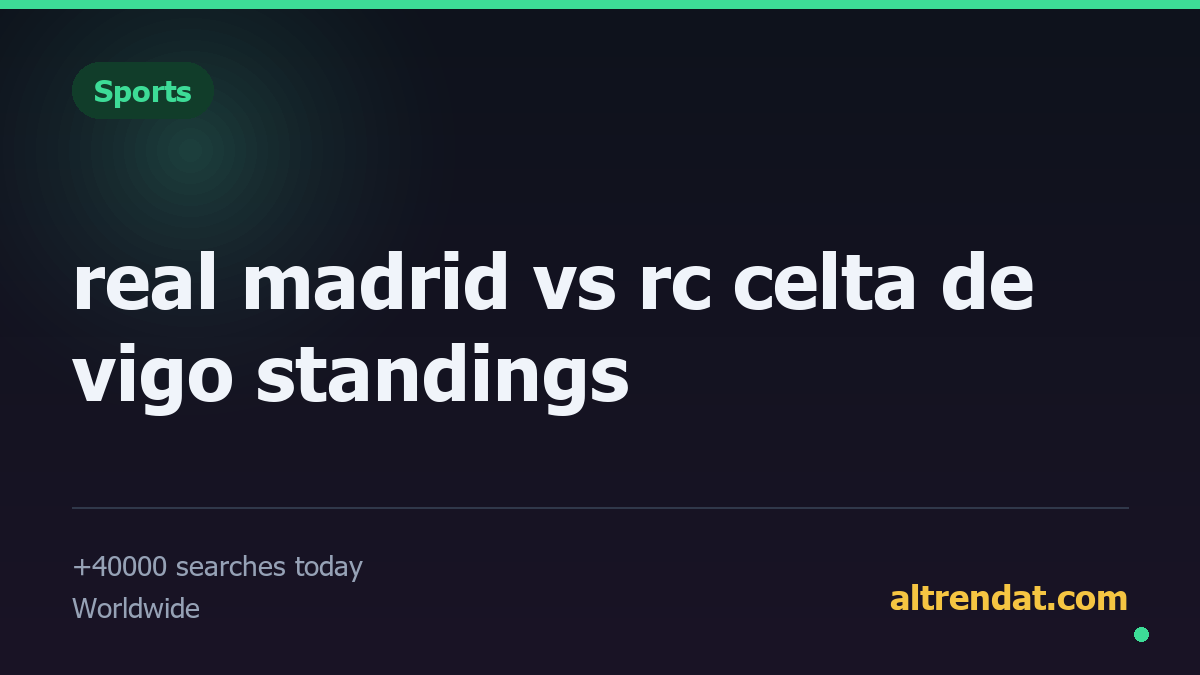 Sports
real madrid vs rc celta de
vigo standings
+40000 searches today
Worldwide
altrendat.com